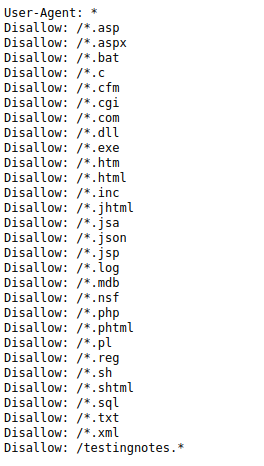 User-Agent: *
Disallow: /*.asp
Disallow: /*.aspx
Disallow: /*.bat
Disallow: /*.c
Disallow: /*.cfm
Disallow: /*.cgi
Disallow: /*.com
Disallow: /*.dll
Disallow: /*.exe
Disallow: /*.htm
Disallow: /*.html
Disallow: /*.inc
Disallow: /*.jhtml
Disallow: /*.jsa
Disallow: /*.json
Disallow: /*.jsp
Disallow: /*.log
Disallow: /*.mdb
Disallow: /*.nsf
Disallow: /*.php
Disallow: /*.phtml
Disallow: /*.pl
Disallow: /*.reg
Disallow: /*.sh
Disallow: /*.shtml
Disallow: /*.sql
Disallow: /*.txt
Disallow: /*.xml
Disallow: /testingnotes.*